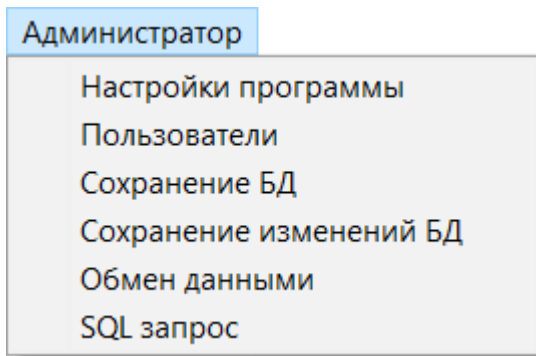 Администратор
Настройки программы
Пользователи
Сохранение БД
Сохранение изменений БД
Обмен данными
SQL запрос